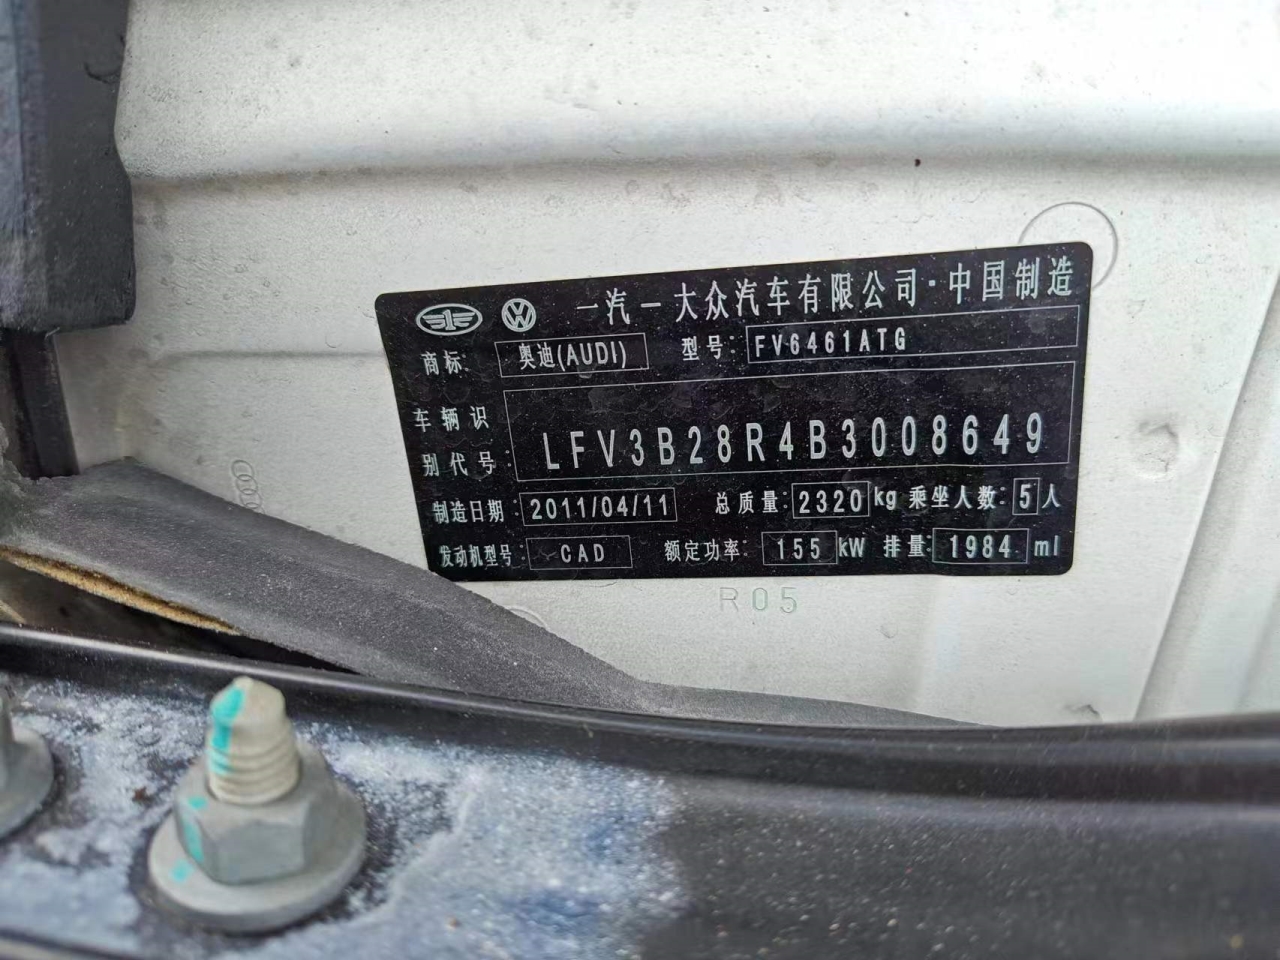 一汽－大众汽车有限公司·中国制造
商标: 奥迪(AUDI) 型号: FV6461ATG
车辆识
别代号: LFV3B28R4B3008649
制造日期: 2011/04/11 总质量: 2320 kg 乘坐人数: 5 人
发动机型号: CAD 额定功率: 155 kW 排量: 1984 ml
R05